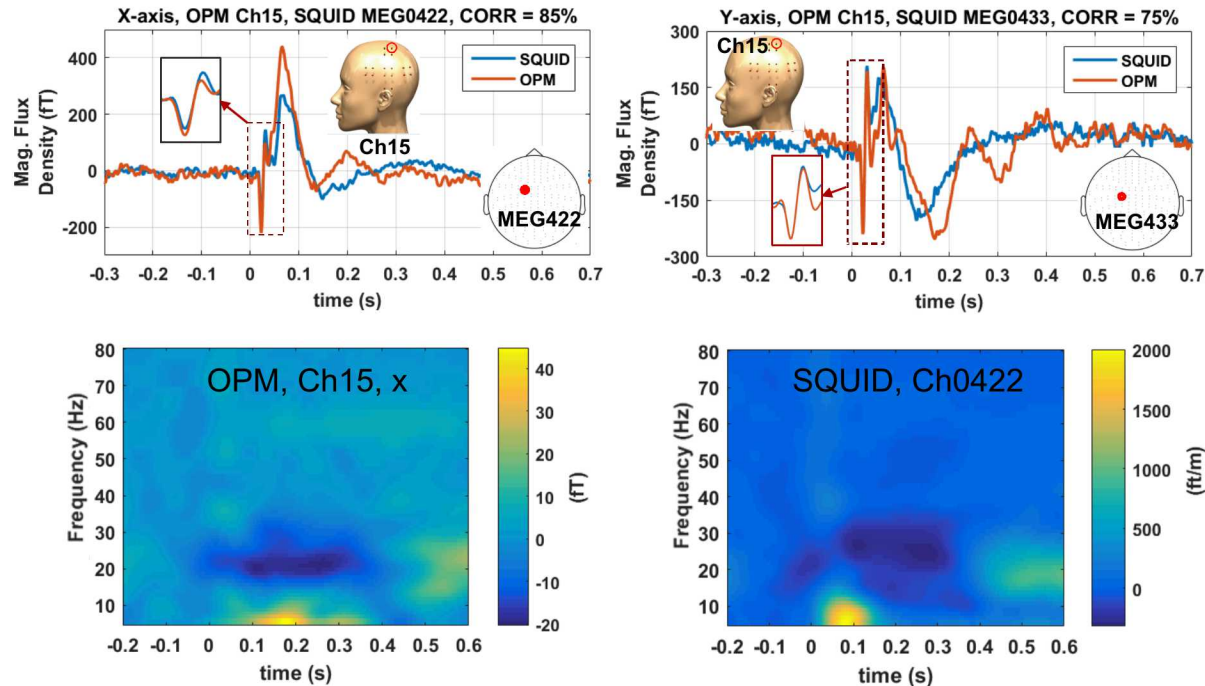 X-axis, OPM Ch15, SQUID MEG0422, CORR = 85%
Mag. Flux
Density (fT)
400
200
0
-200
SQUID
OPM
Ch15
MEG422
-0.3 -0.2 -0.1 0 0.1 0.2 0.3 0.4 0.5 0.6 0.7
time (s)
Y-axis, OPM Ch15, SQUID MEG0433, CORR = 75%
Mag. Flux
Density (fT)
300
150
0
-150
-300
Ch15
SQUID
OPM
MEG433
-0.3 -0.2 -0.1 0 0.1 0.2 0.3 0.4 0.5 0.6 0.7
time (s)
OPM, Ch15, x
Frequency (Hz)
80
70
60
50
40
30
20
10
-0.2 -0.1 0 0.1 0.2 0.3 0.4 0.5 0.6
time (s)
40
30
20
10
0
-10
-20
(fT)
SQUID, Ch0422
Frequency (Hz)
80
70
60
50
40
30
20
10
-0.2 -0.1 0 0.1 0.2 0.3 0.4 0.5 0.6
time (s)
2000
1500
1000
500
0
(ft/m)